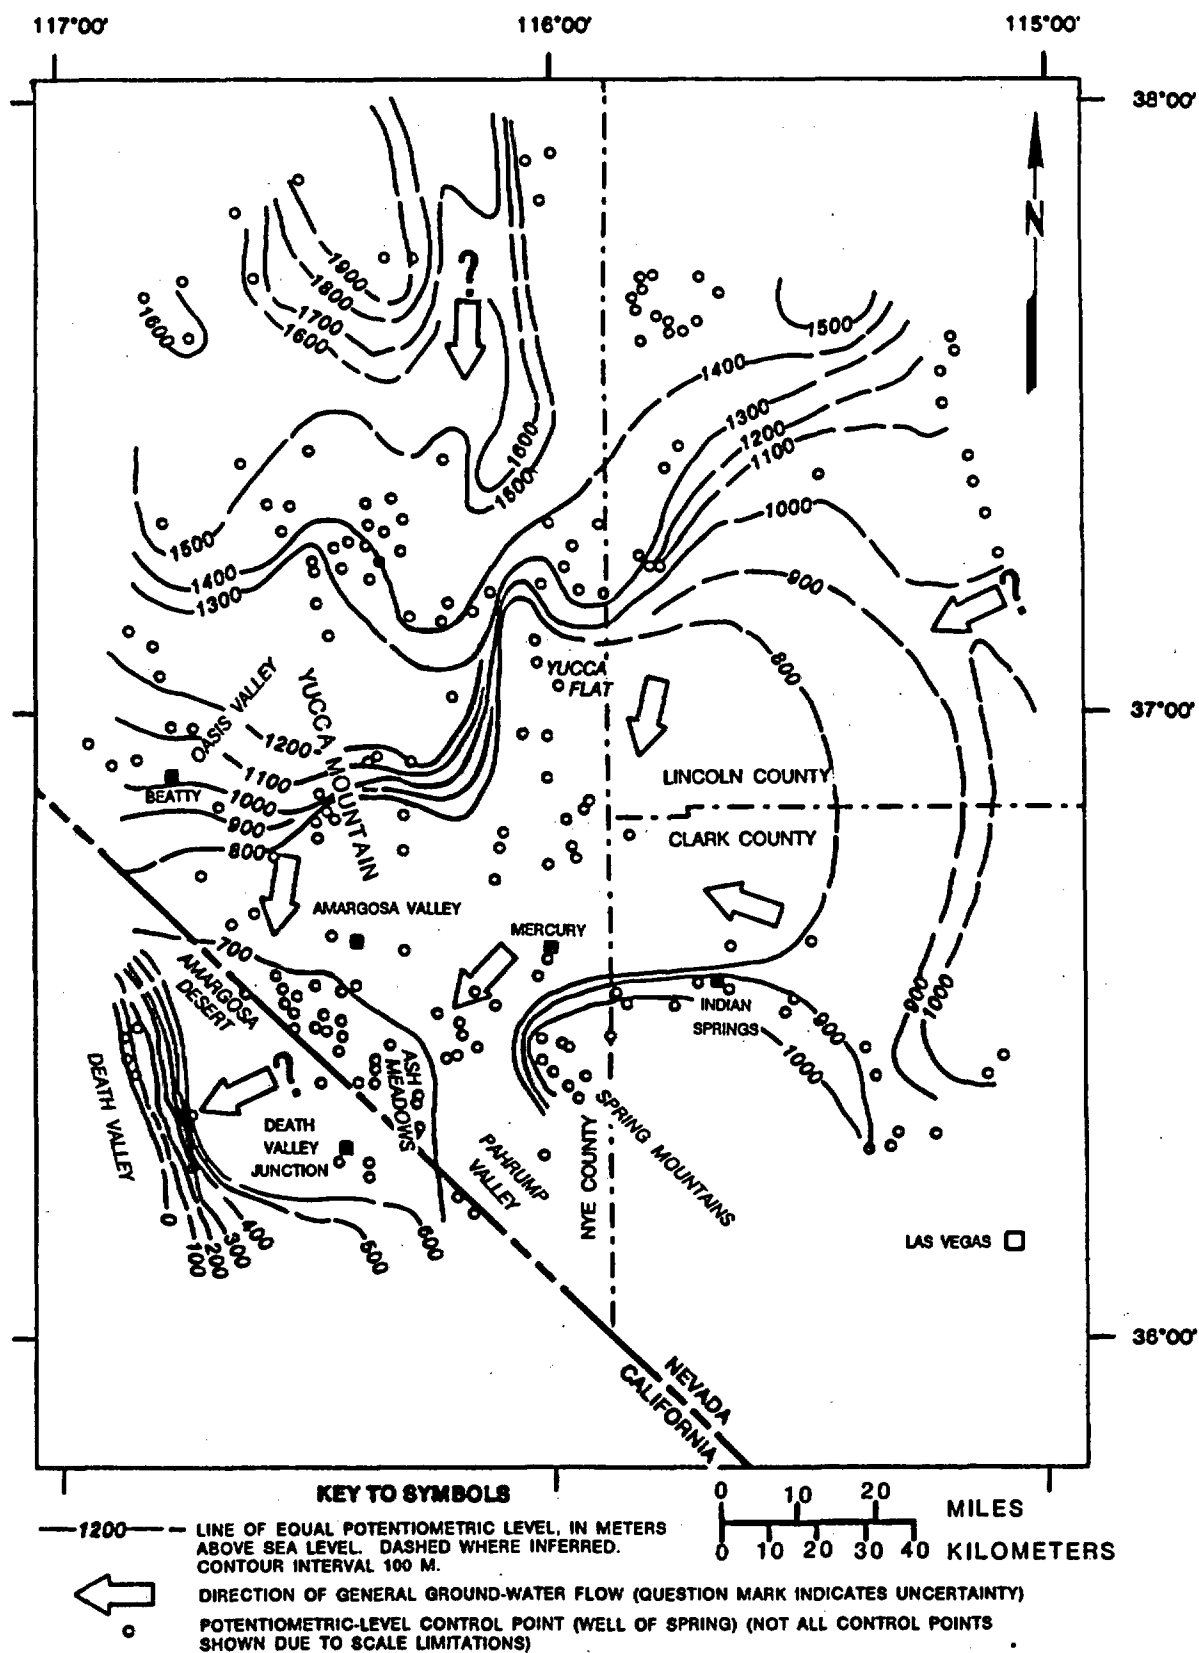 117°00'
116°00'
115°00'
38°00'
N
1900
1800
1700
1600
1600
?
1500
1400
1300
1200
1100
1000
1600
1500
1500
1400
1300
900
?
800
YUCCA
FLAT
OASIS VALLEY
YUCCA MOUNTAIN
37°00'
1200
1100
1000
900
800
BEATTY
LINCOLN COUNTY
CLARK COUNTY
AMARGOSA VALLEY
MERCURY
700
AMARGOSA
DESERT
INDIAN
SPRINGS
900
1000
900
1000
DEATH VALLEY
?
ASH
MEADOWS
DEATH
VALLEY
JUNCTION
PAHRUMP
VALLEY
NYE COUNTY
SPRING MOUNTAINS
LAS VEGAS
0
100
200
300
400
500
600
36°00'
NEVADA
CALIFORNIA
KEY TO SYMBOLS
1200
LINE OF EQUAL POTENTIOMETRIC LEVEL, IN METERS
ABOVE SEA LEVEL. DASHED WHERE INFERRED.
CONTOUR INTERVAL 100 M.
0 10 20 MILES
0 10 20 30 40 KILOMETERS
DIRECTION OF GENERAL GROUND-WATER FLOW (QUESTION MARK INDICATES UNCERTAINTY)
POTENTIOMETRIC-LEVEL CONTROL POINT (WELL OF SPRING) (NOT ALL CONTROL POINTS
SHOWN DUE TO SCALE LIMITATIONS)